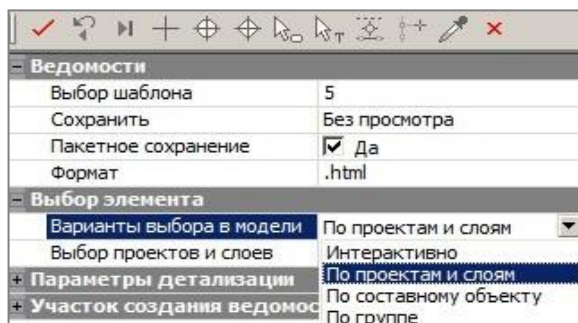 Ведомости
Выбор шаблона 5
Сохранить Без просмотра
Пакетное сохранение Да
Формат .html
Выбор элемента
Варианты выбора в модели По проектам и слоям
Выбор проектов и слоев Интерактивно
Параметры детализации По проектам и слоям
Участок создания ведомос По составному объекту
По группе